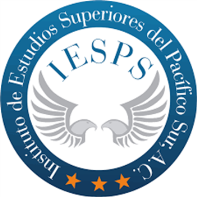 Instituto de Estudios Superiores del Pacífico Sur, A.C.
IESPS